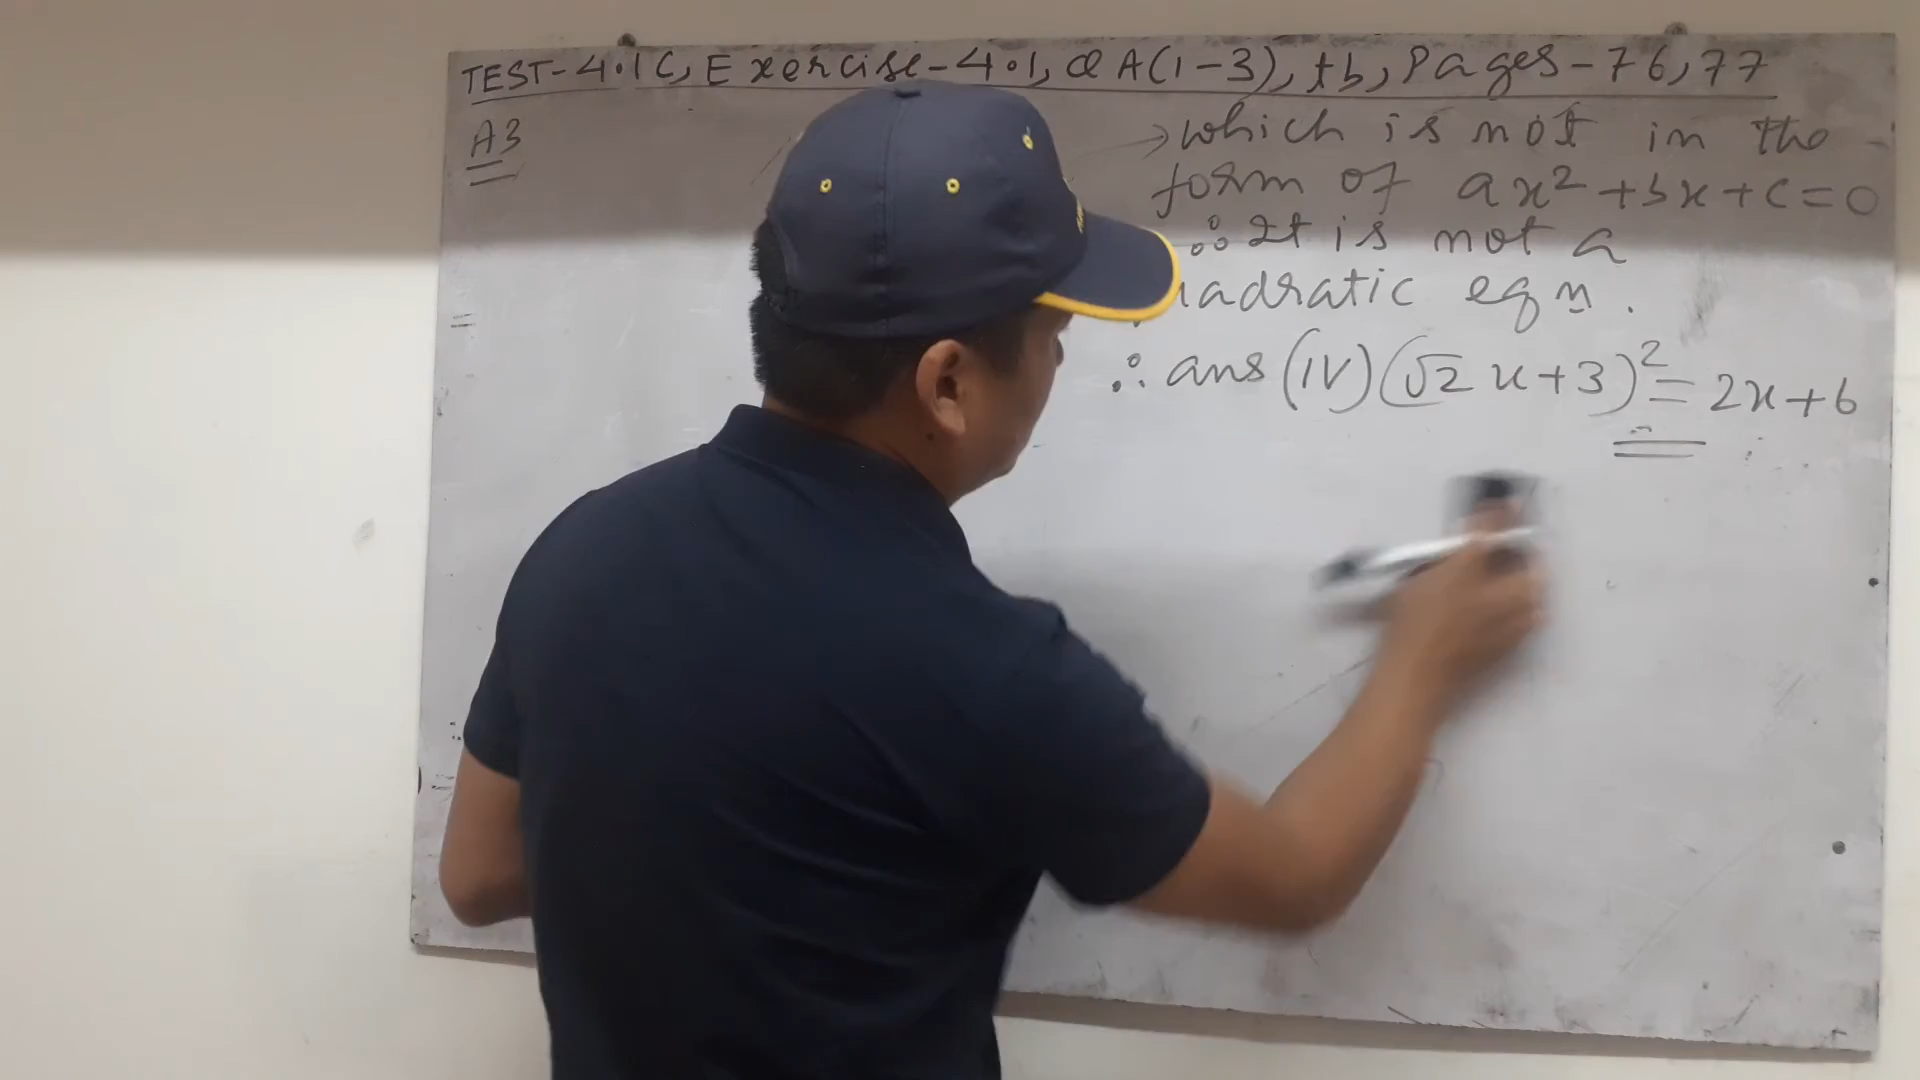 TEST-4.1C, Exercise-4.1, Q A(1-3), tb, Pages-76,77
A3
→ which is not in the
form of ax²+bx+c=0
∴ It is not a
quadratic eqn.
∴ ans (IV) (√2 x+3)² = 2x+6